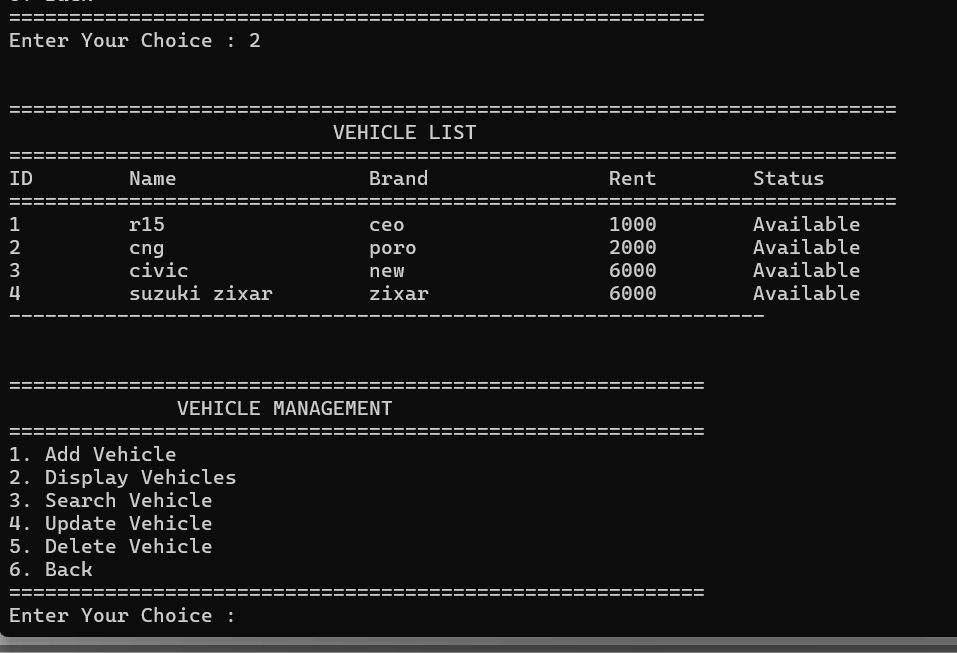 ==========================================================
Enter Your Choice : 2
==========================================================================
VEHICLE LIST
==========================================================================
ID Name Brand Rent Status
==========================================================================
1 r15 ceo 1000 Available
2 cng poro 2000 Available
3 civic new 6000 Available
4 suzuki zixar zixar 6000 Available
---------------------------------------------------------------
==========================================================
VEHICLE MANAGEMENT
==========================================================
1. Add Vehicle
2. Display Vehicles
3. Search Vehicle
4. Update Vehicle
5. Delete Vehicle
6. Back
==========================================================
Enter Your Choice :